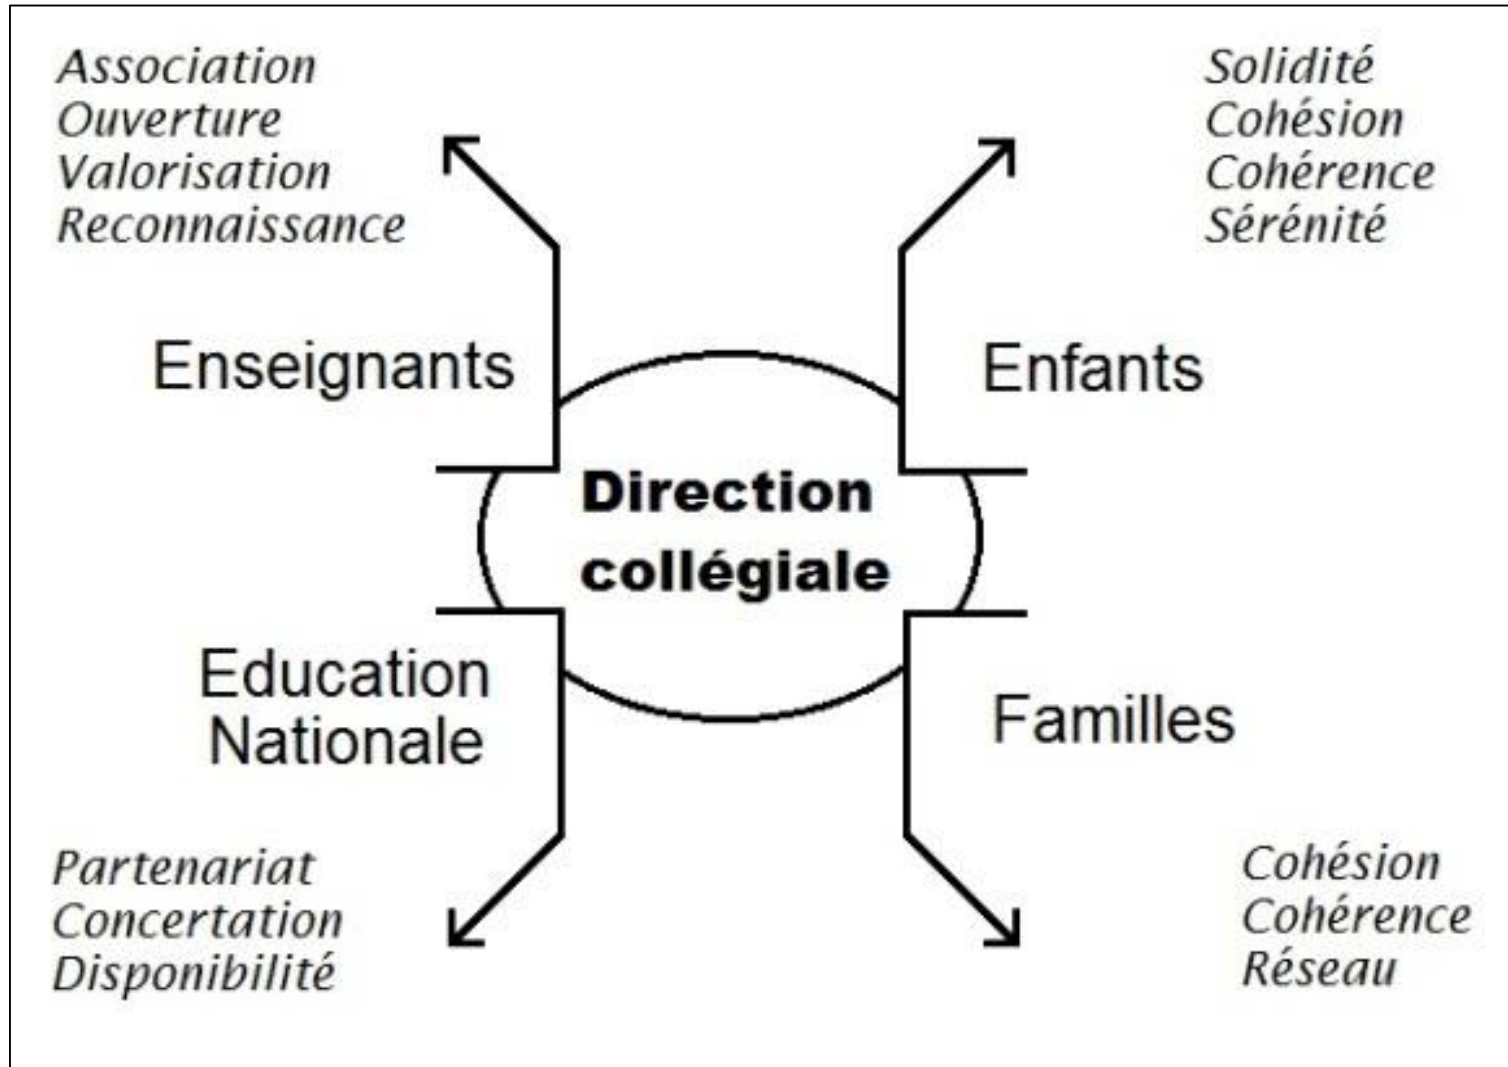 Association
Ouverture
Valorisation
Reconnaissance
Solidité
Cohésion
Cohérence
Sérénité
Enseignants
Enfants
Direction
collégiale
Education
Nationale
Familles
Partenariat
Concertation
Disponibilité
Cohésion
Cohérence
Réseau